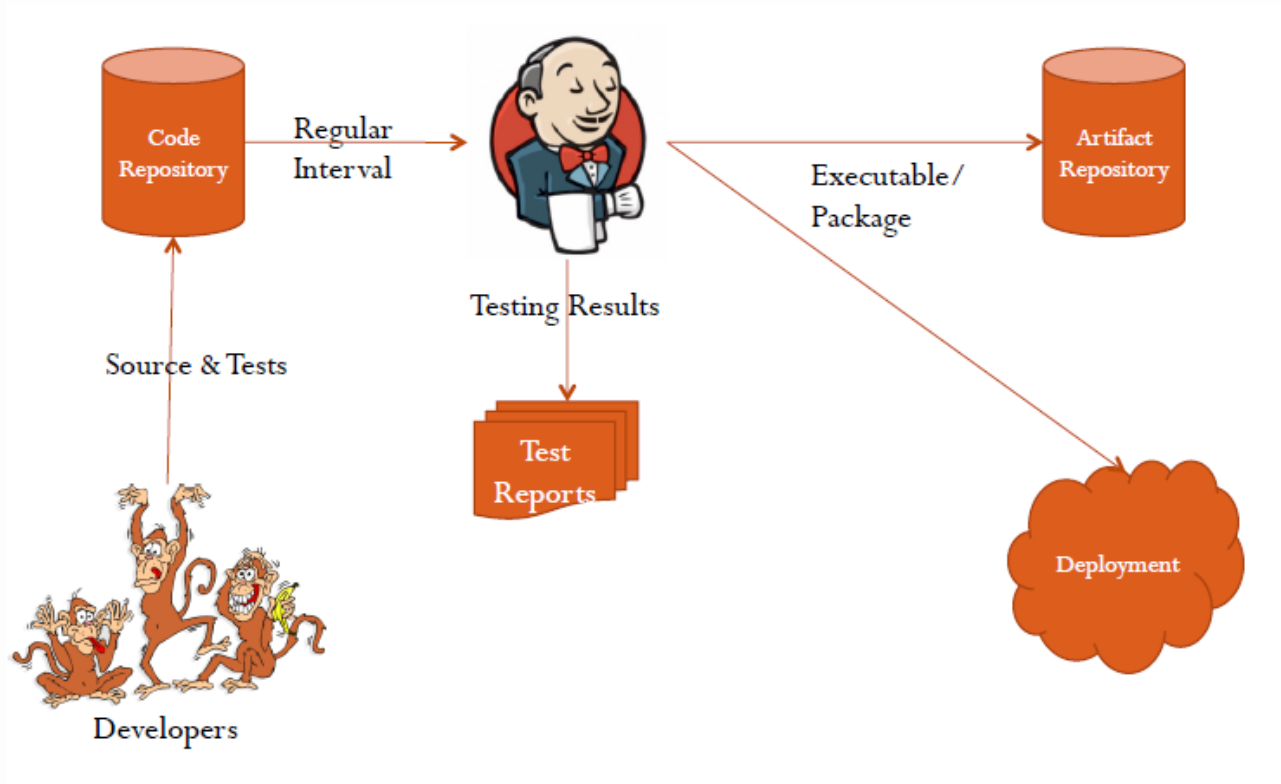 Code
Repository
Regular
Interval
Executable/
Package
Artifact
Repository
Testing Results
Source & Tests
Test
Reports
Deployment
Developers